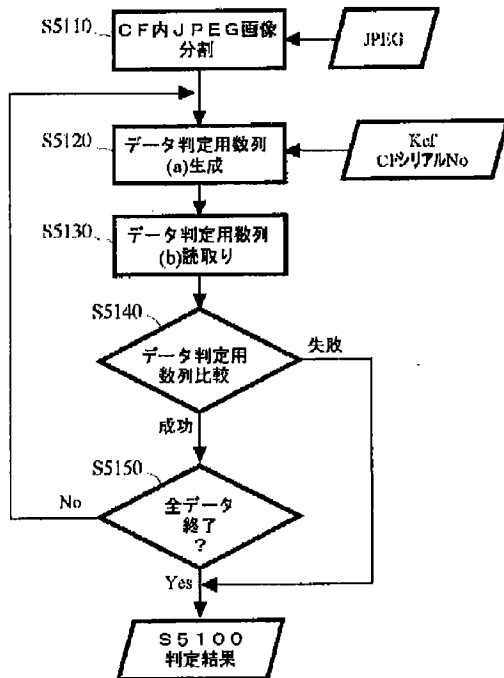 S5110
ＣＦ内ＪＰＥＧ画像
分割
JPEG
S5120
データ判定用数列
(a)生成
Kcf
CFシリアルNo
S5130
データ判定用数列
(b)読取り
S5140
データ判定用
数列比較
失敗
成功
S5150
No
全データ
終了
？
Yes
Ｓ５１００
判定結果